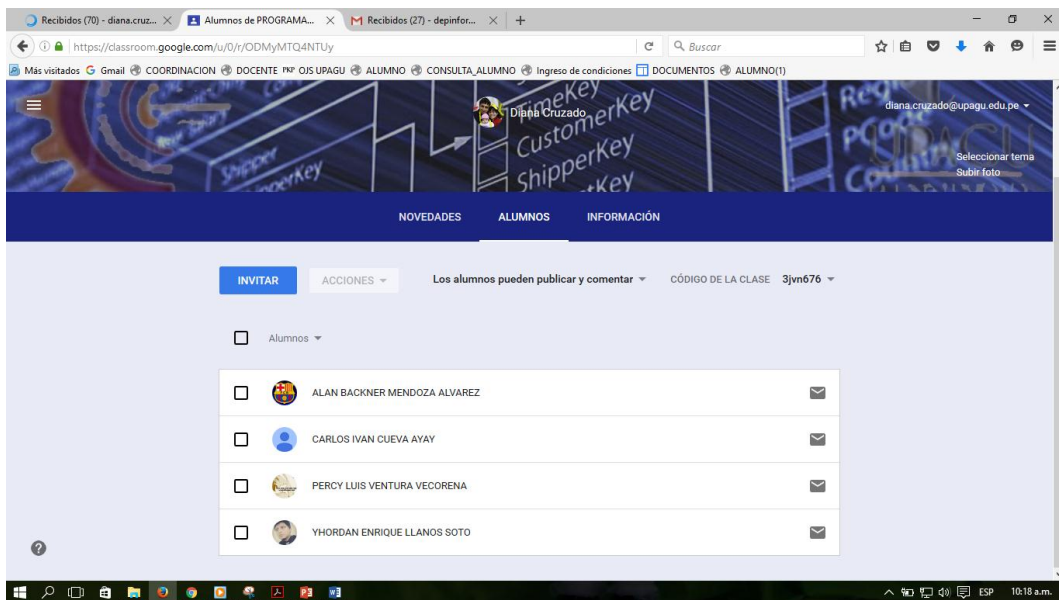 Recibidos (70) - diana.cruz...
Alumnos de PROGRAMA...
Recibidos (27) - depinfor...
https://classroom.google.com/u/0/r/ODMyMTQ4NTUy
Buscar
Más visitados
Gmail
COORDINACION
DOCENTE
PKP OJS UPAGU
ALUMNO
CONSULTA_ALUMNO
Ingreso de condiciones
DOCUMENTOS
ALUMNO(1)
TimeKey
CustomerKey
ShipperKey
Shipper
Diana Cruzado
diana.cruzado@upagu.edu.pe
UPAGU
Seleccionar tema
Subir foto
NOVEDADES
ALUMNOS
INFORMACIÓN
INVITAR
ACCIONES
Los alumnos pueden publicar y comentar
CÓDIGO DE LA CLASE 3jvn676
Alumnos
ALAN BACKNER MENDOZA ALVAREZ
CARLOS IVAN CUEVA AYAY
PERCY LUIS VENTURA VECORENA
YHORDAN ENRIQUE LLANOS SOTO
ESP
10:18 a.m.